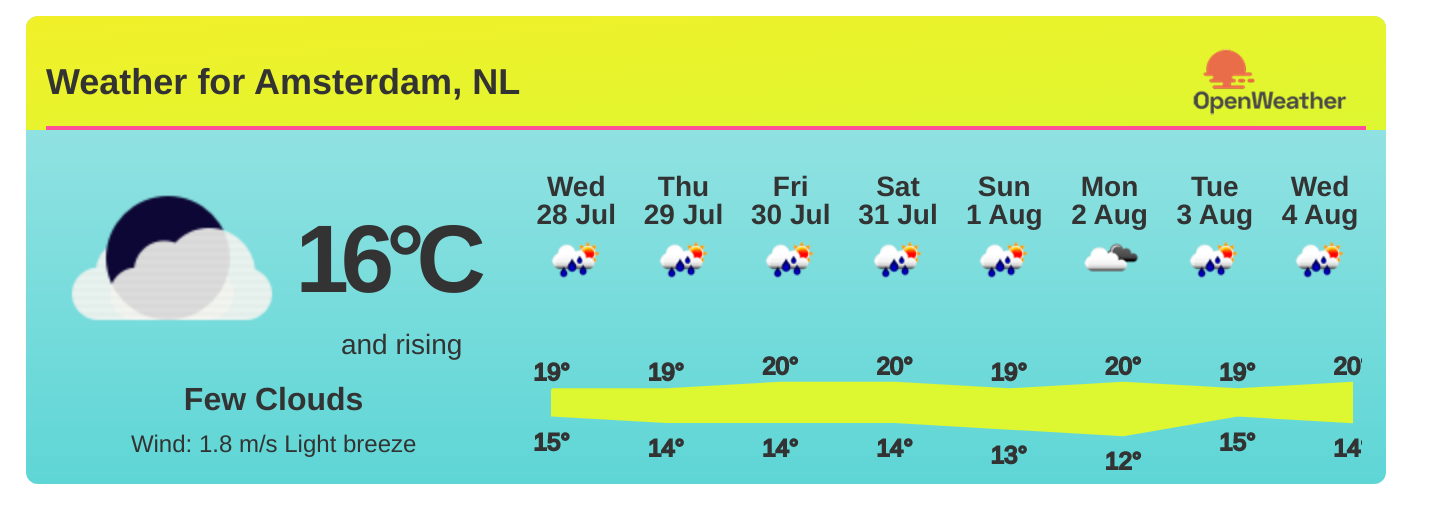 Weather for Amsterdam, NL
OpenWeather
16°C
and rising
Few Clouds
Wind: 1.8 m/s Light breeze
Wed Thu Fri Sat Sun Mon Tue Wed
28 Jul 29 Jul 30 Jul 31 Jul 1 Aug 2 Aug 3 Aug 4 Aug
19° 19° 20° 20° 19° 20° 19° 20°
15° 14° 14° 14° 13° 12° 15° 14°